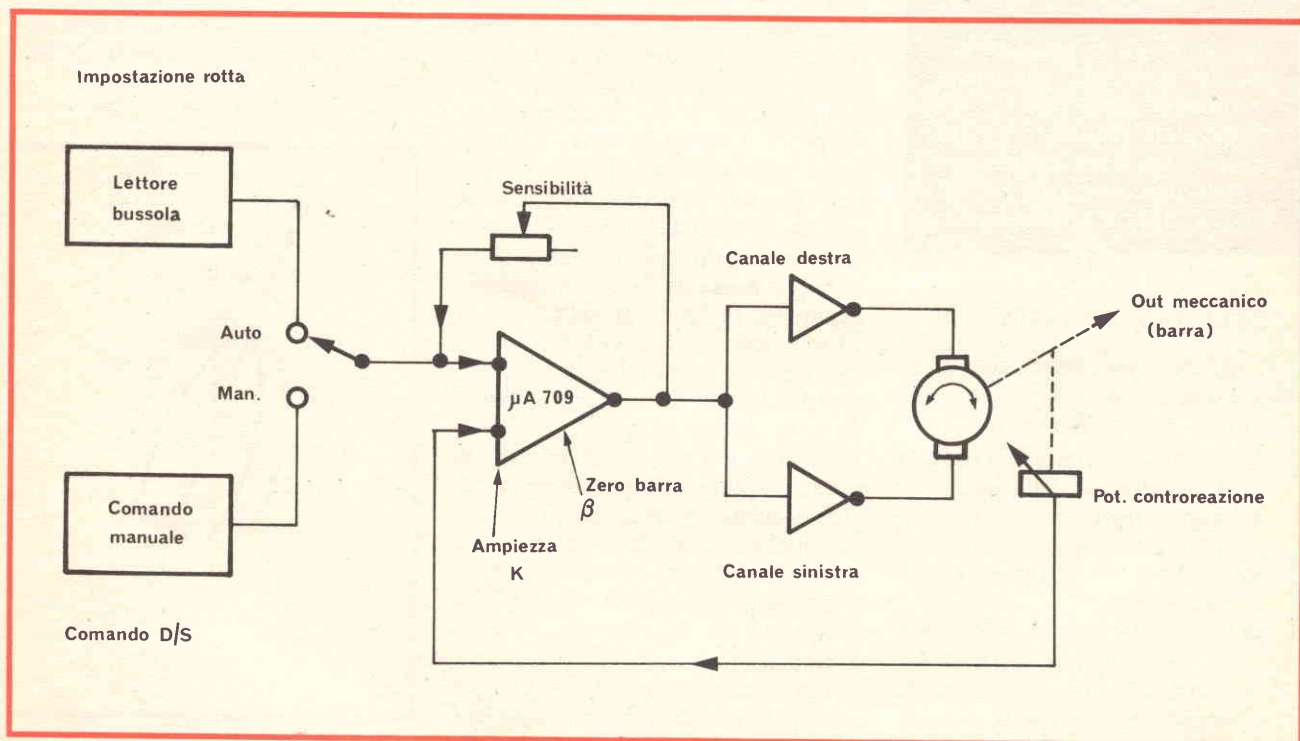 Impostazione rotta
Lettore
bussola
Sensibilità
Canale destra
Out meccanico
(barra)
Auto
Man.
µA 709
Zero barra
β
Pot. controreazione
Comando
manuale
Ampiezza
K
Canale sinistra
Comando D/S